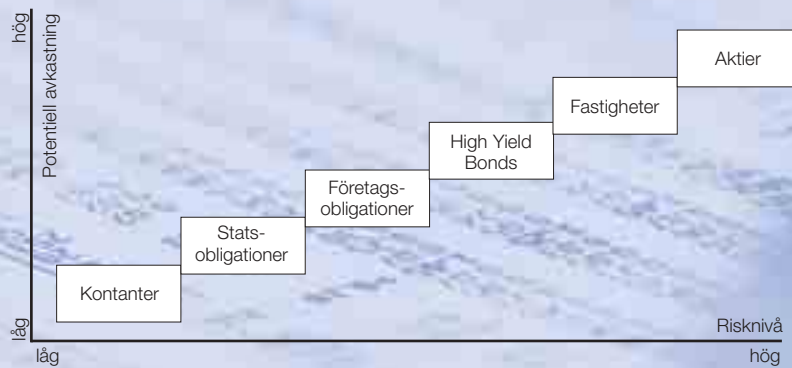 hög
Potentiell avkastning
Aktier
Fastigheter
High Yield
Bonds
Företags-
obligationer
Stats-
obligationer
Kontanter
låg
Risknivå
låg
hög